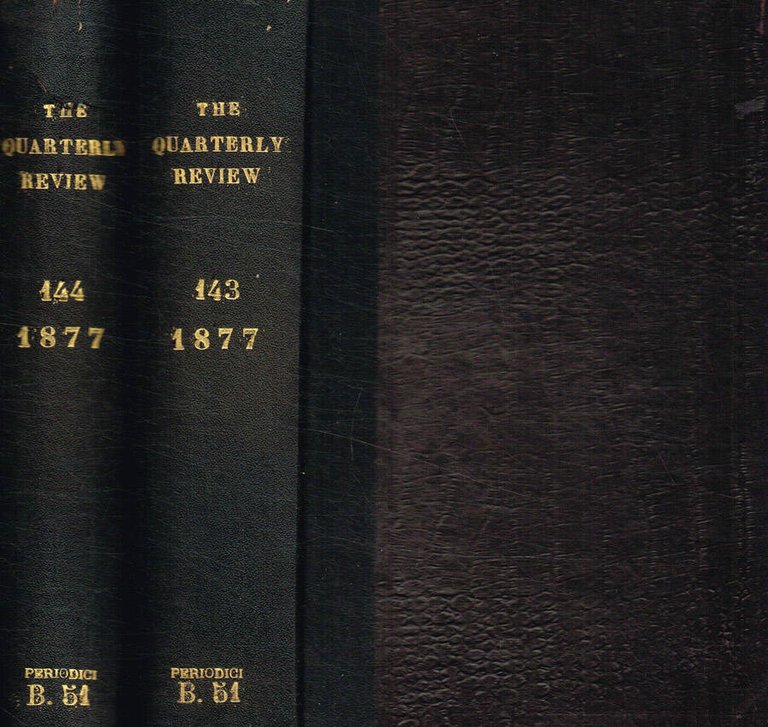 THE
QUARTERLY
REVIEW
144
1877
PERIODICI
B. 51
THE
QUARTERLY
REVIEW
143
1877
PERIODICI
B. 51